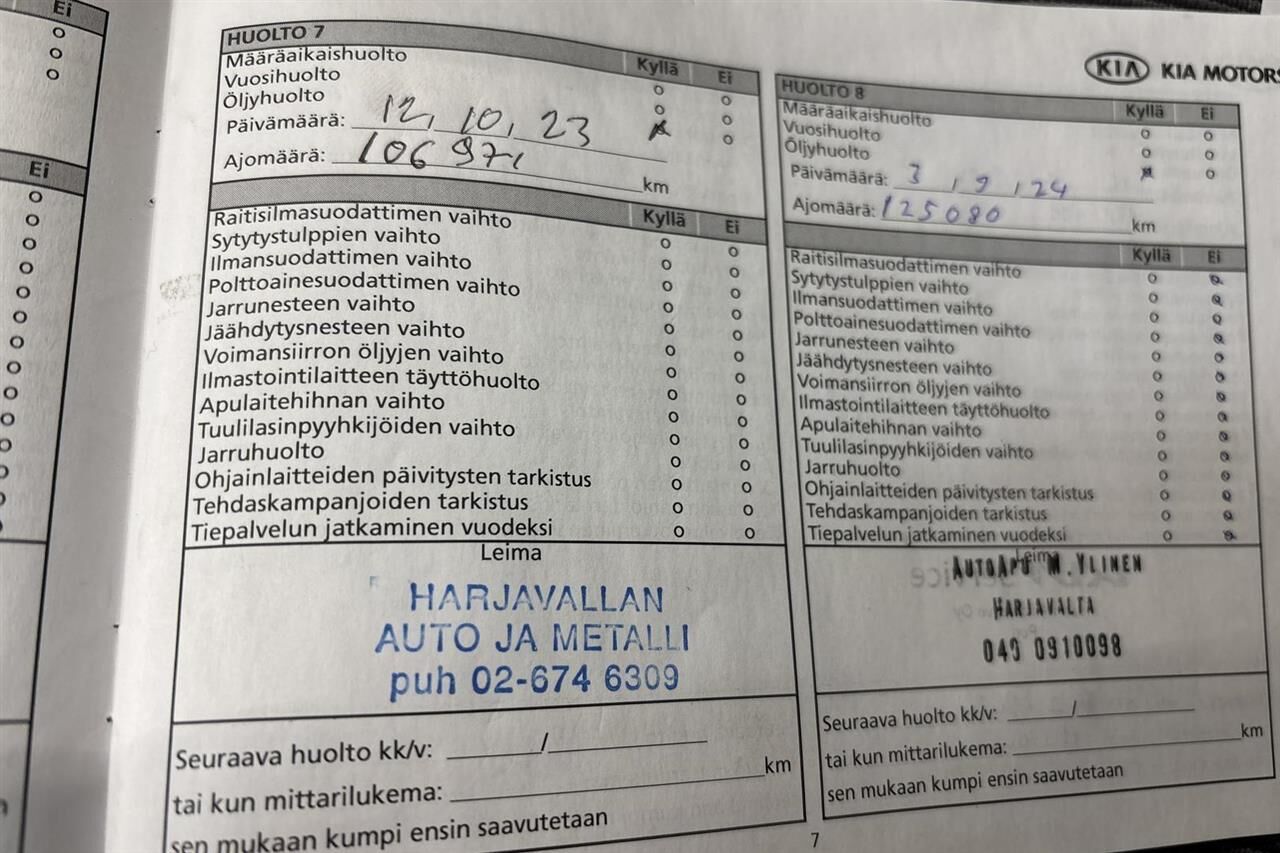 Ei
Ei
HUOLTO 7
Kyllä Ei
Määräaikaishuolto
Vuosihuolto
Öljyhuolto
Päivämäärä: 12, 10, 23
Ajomäärä: 106 971 km
Kyllä Ei
Raitisilmasuodattimen vaihto
Sytytystulppien vaihto
Ilmansuodattimen vaihto
Polttoainesuodattimen vaihto
Jarrunesteen vaihto
Jäähdytysnesteen vaihto
Voimansiirron öljyjen vaihto
Ilmastointilaitteen täyttöhuolto
Apulaitehihnan vaihto
Tuulilasinpyyhkijöiden vaihto
Jarruhuolto
Ohjainlaitteiden päivitysten tarkistus
Tehdaskampanjoiden tarkistus
Tiepalvelun jatkaminen vuodeksi
Leima
HARJAVALLAN
AUTO JA METALLI
puh 02-674 6309
Seuraava huolto kk/v: /
tai kun mittarilukema: km
sen mukaan kumpi ensin saavutetaan
KIA KIA MOTORS
HUOLTO 8
Kyllä Ei
Määräaikaishuolto
Vuosihuolto
Öljyhuolto
Päivämäärä: 3 , 9 , 24
Ajomäärä: 125080 km
Kyllä Ei
Raitisilmasuodattimen vaihto
Sytytystulppien vaihto
Ilmansuodattimen vaihto
Polttoainesuodattimen vaihto
Jarrunesteen vaihto
Jäähdytysnesteen vaihto
Voimansiirron öljyjen vaihto
Ilmastointilaitteen täyttöhuolto
Apulaitehihnan vaihto
Tuulilasinpyyhkijöiden vaihto
Jarruhuolto
Ohjainlaitteiden päivitysten tarkistus
Tehdaskampanjoiden tarkistus
Tiepalvelun jatkaminen vuodeksi
Leima
AUTOAPU M.YLINEN
HARJAVALTA
040 0910098
Seuraava huolto kk/v: /
tai kun mittarilukema: km
sen mukaan kumpi ensin saavutetaan
7